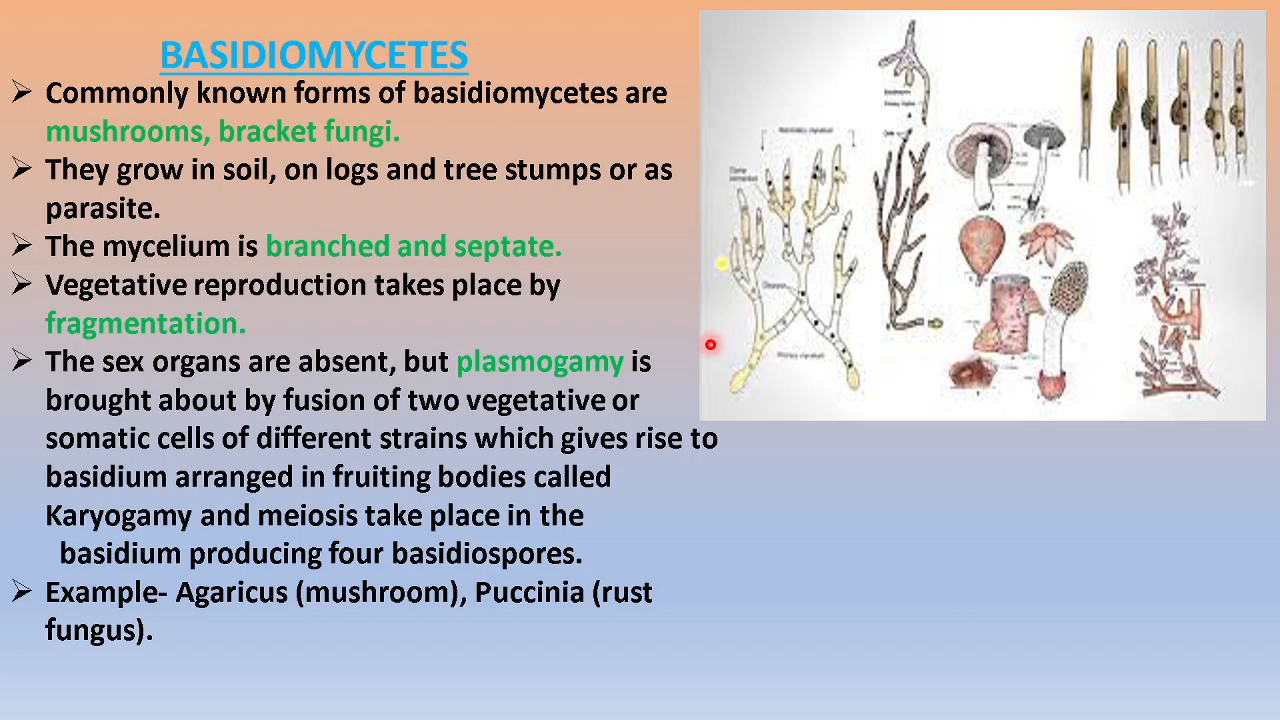 BASIDIOMYCETES
Commonly known forms of basidiomycetes are
mushrooms, bracket fungi.
They grow in soil, on logs and tree stumps or as
parasite.
The mycelium is branched and septate.
Vegetative reproduction takes place by
fragmentation.
The sex organs are absent, but plasmogamy is
brought about by fusion of two vegetative or
somatic cells of different strains which gives rise to
basidium arranged in fruiting bodies called
Karyogamy and meiosis take place in the
basidium producing four basidiospores.
Example- Agaricus (mushroom), Puccinia (rust
fungus).
Secondary mycelium
Primary mycelium